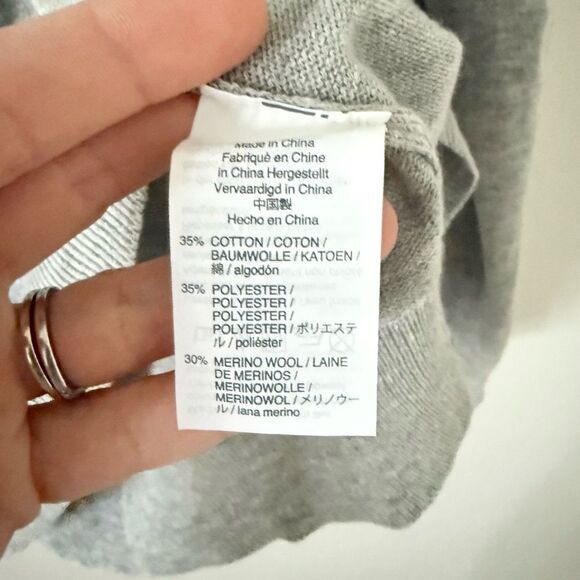 Made in China
Fabriqué en Chine
in China Hergestellt
Vervaardigd in China
中国製
Hecho en China
35% COTTON / COTON /
BAUMWOLLE / KATOEN /
綿 / algodón
35% POLYESTER /
POLYESTER /
POLYESTER /
POLYESTER / ポリエステ
ル / poliéster
30% MERINO WOOL / LAINE
DE MERINOS /
MERINOWOLLE /
MERINOWOL / メリノウー
ル / lana merino